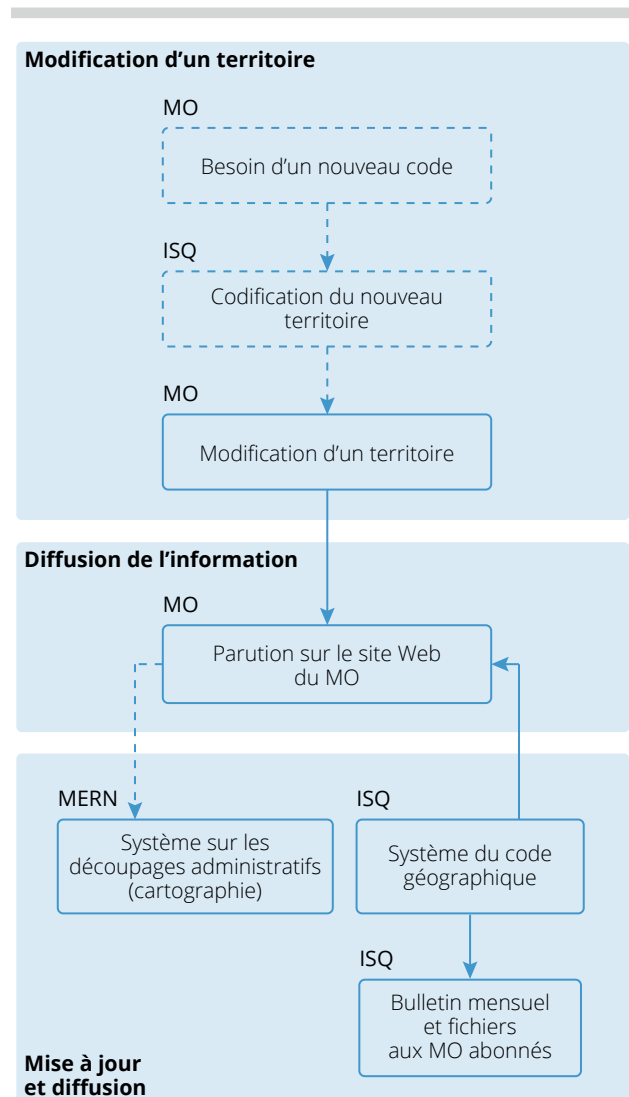 Modification d’un territoire
MO
Besoin d’un nouveau code
ISQ
Codification du nouveau
territoire
MO
Modification d’un territoire
Diffusion de l’information
MO
Parution sur le site Web
du MO
MERN
Système sur les
découpages administratifs
(cartographie)
ISQ
Système du code
géographique
ISQ
Bulletin mensuel
et fichiers
aux MO abonnés
Mise à jour
et diffusion